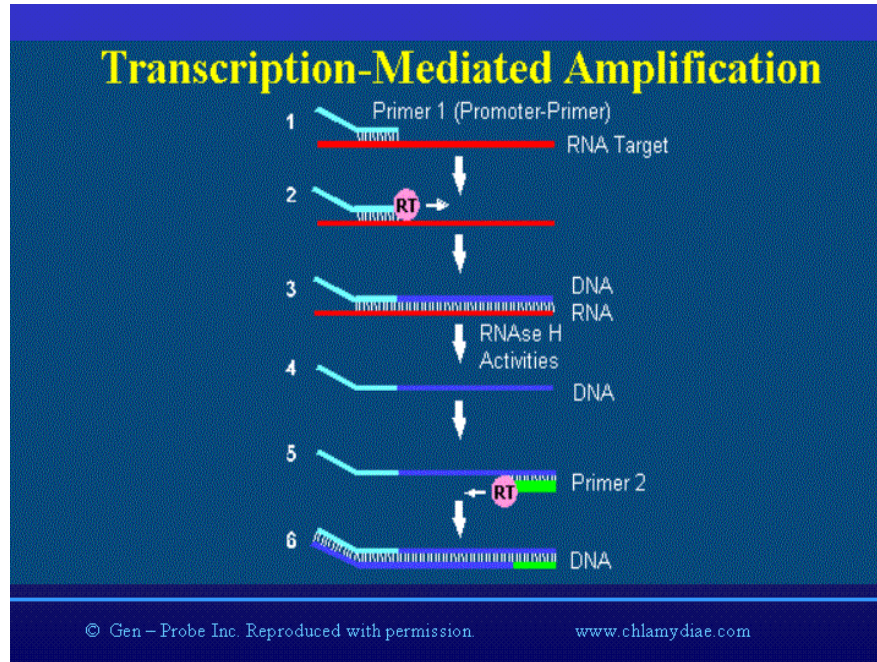 Transcription-Mediated Amplification
1
Primer 1 (Promoter-Primer)
RNA Target
2
RT
3
DNA
RNA
RNAse H
Activities
4
DNA
5
RT
Primer 2
6
DNA
© Gen – Probe Inc. Reproduced with permission.
www.chlamydiae.com